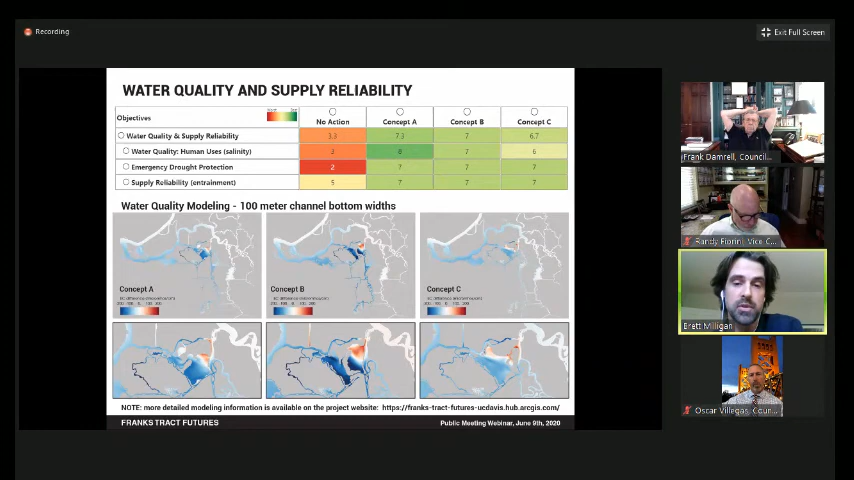 Recording
Exit Full Screen
WATER QUALITY AND SUPPLY RELIABILITY
Objectives
No Action
Concept A
Concept B
Concept C
Water Quality & Supply Reliability
3.3
7.3
7
6.7
Water Quality: Human Uses (salinity)
3
8
7
6
Emergency Drought Protection
2
7
7
7
Supply Reliability (entrainment)
5
7
7
7
Water Quality Modeling - 100 meter channel bottom widths
Concept A
Concept B
Concept C
NOTE: more detailed modeling information is available on the project website: https://franks-tract-futures-ucdavis.hub.arcgis.com/
FRANKS TRACT FUTURES
Public Meeting Webinar, June 9th, 2020
Frank Damrell, Council...
Randy Fiorini, Vice C...
Brett Milligan
Oscar Villegas, Coun...